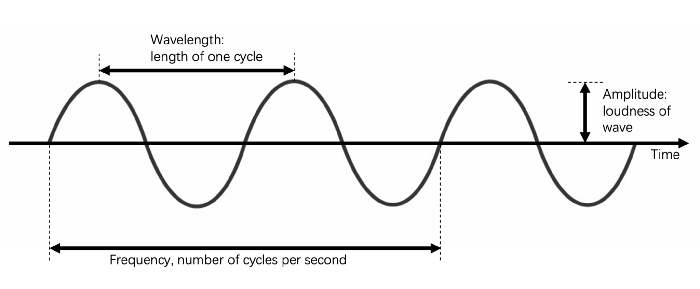 Wavelength:
length of one cycle
Amplitude:
loudness of
wave
Time
Frequency, number of cycles per second